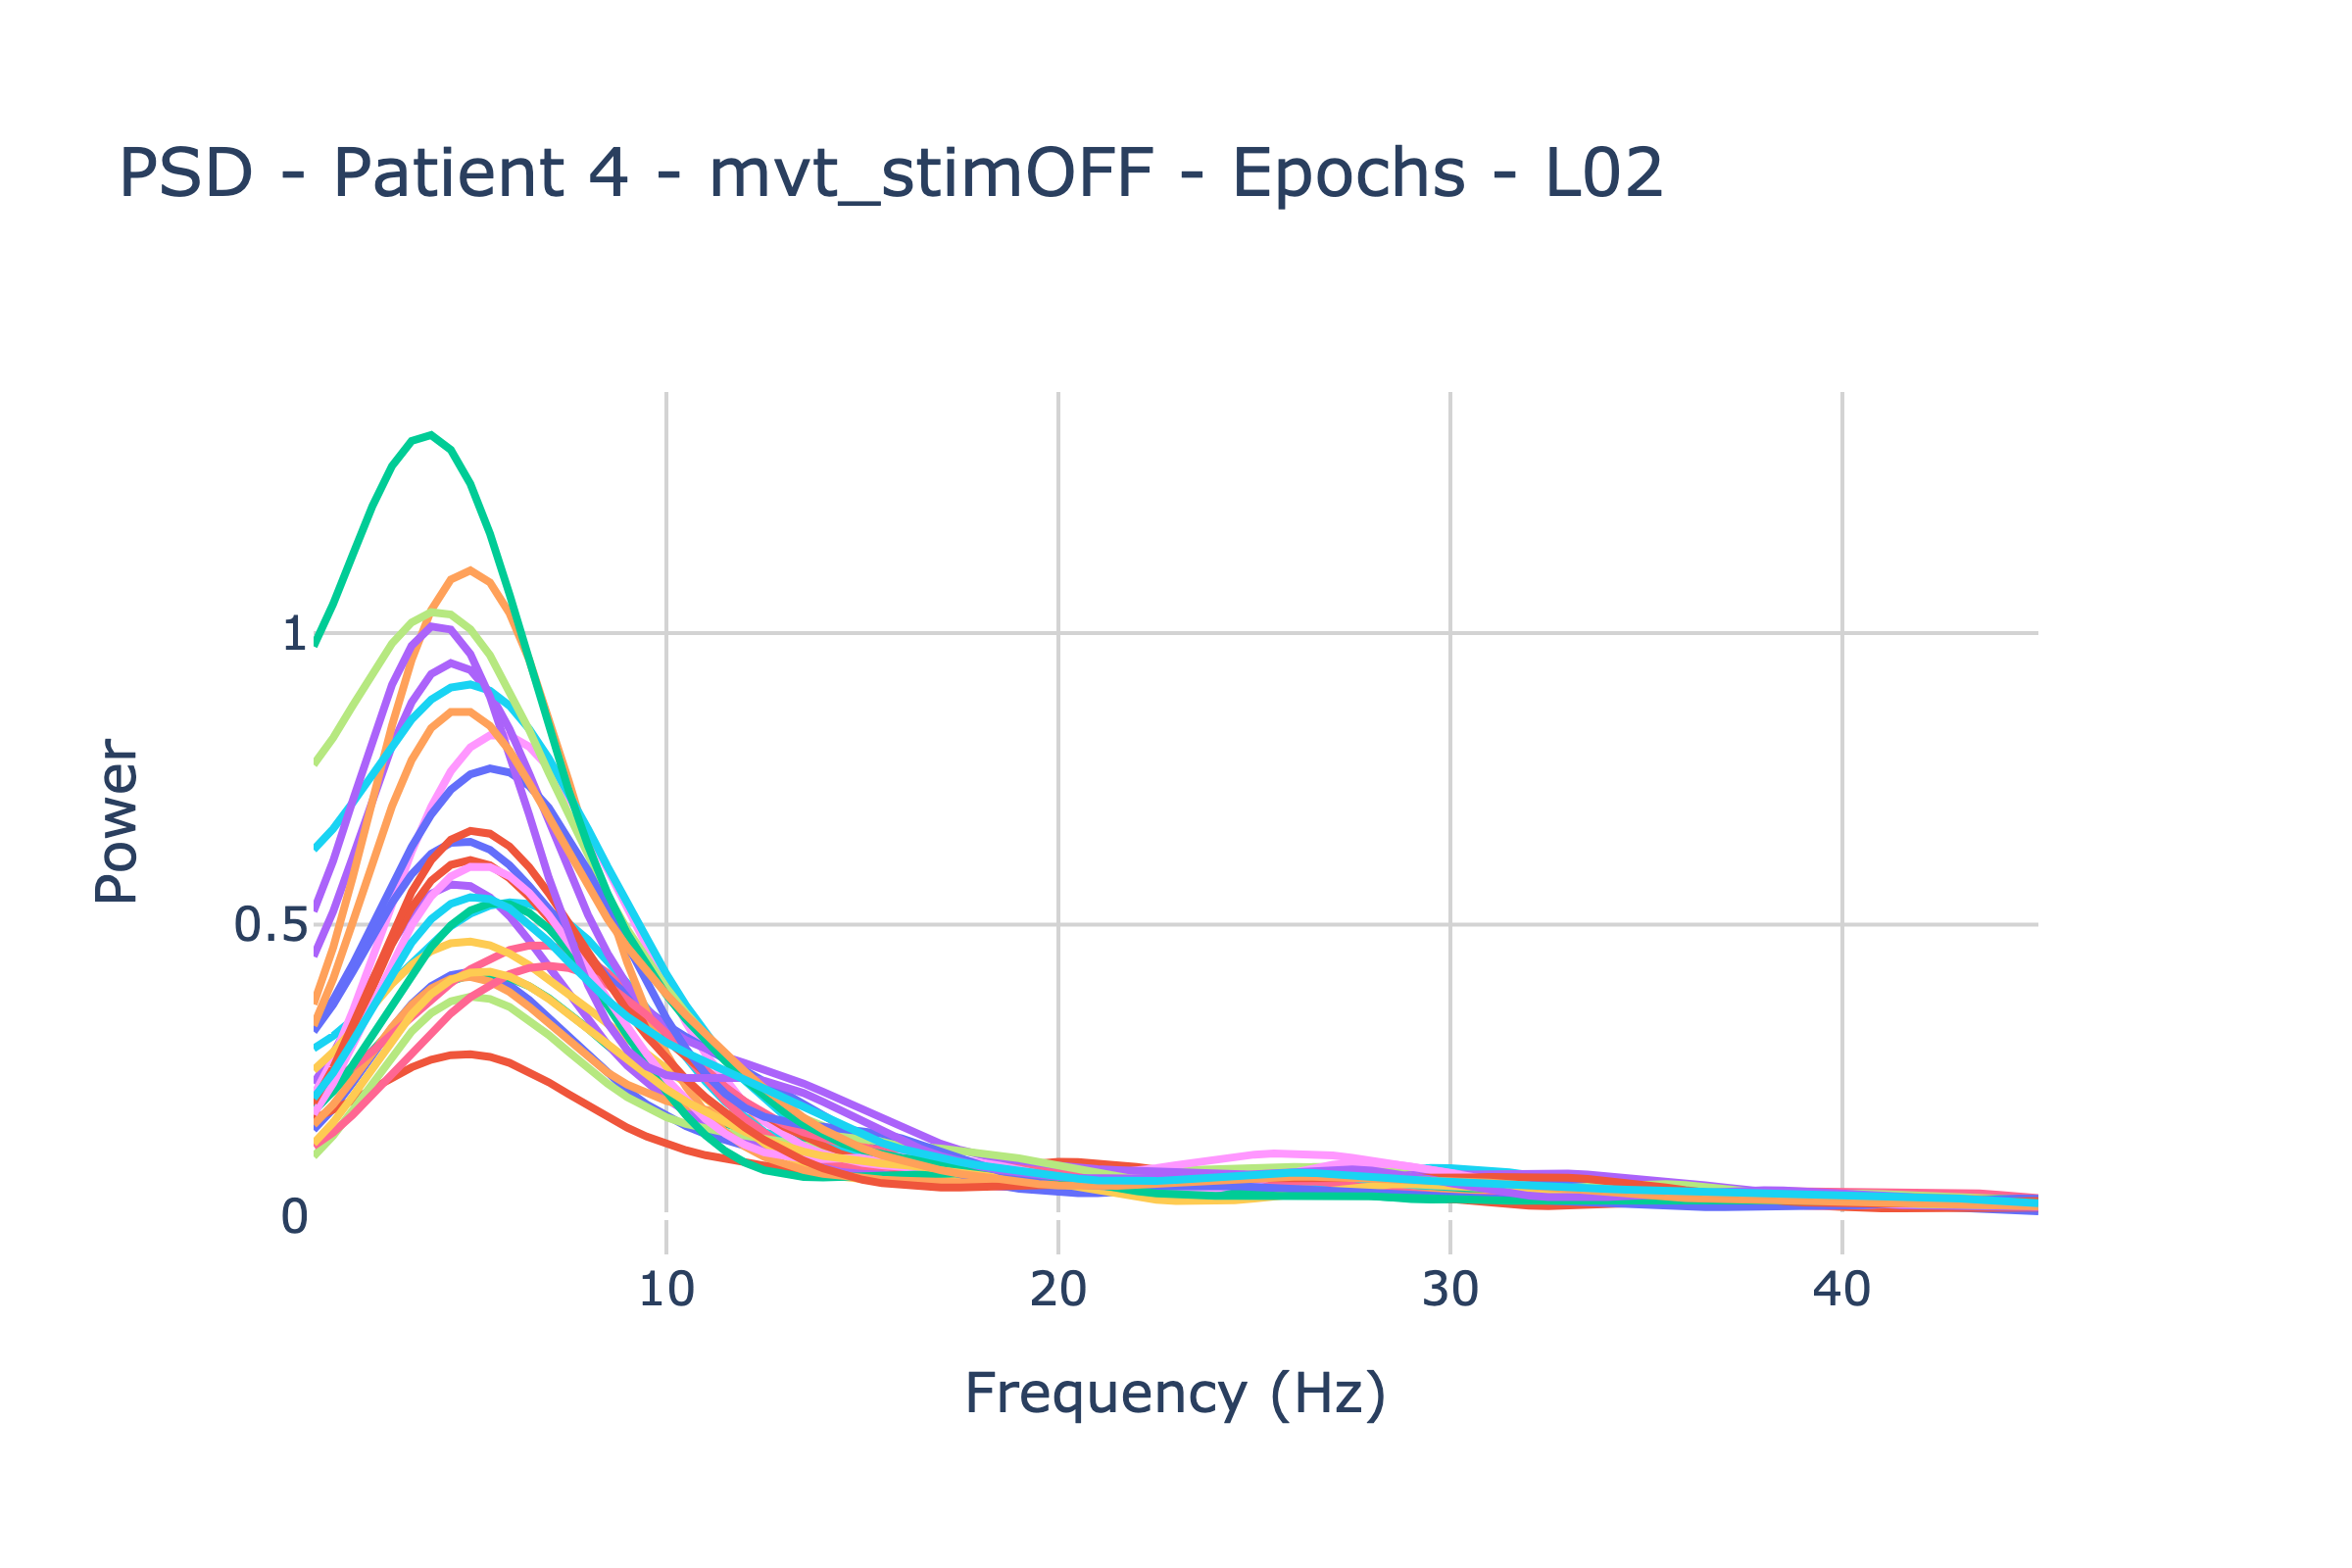 PSD - Patient 4 - mvt_stimOFF - Epochs - L02
Power
1
0.5
0
10 20 30 40
Frequency (Hz)